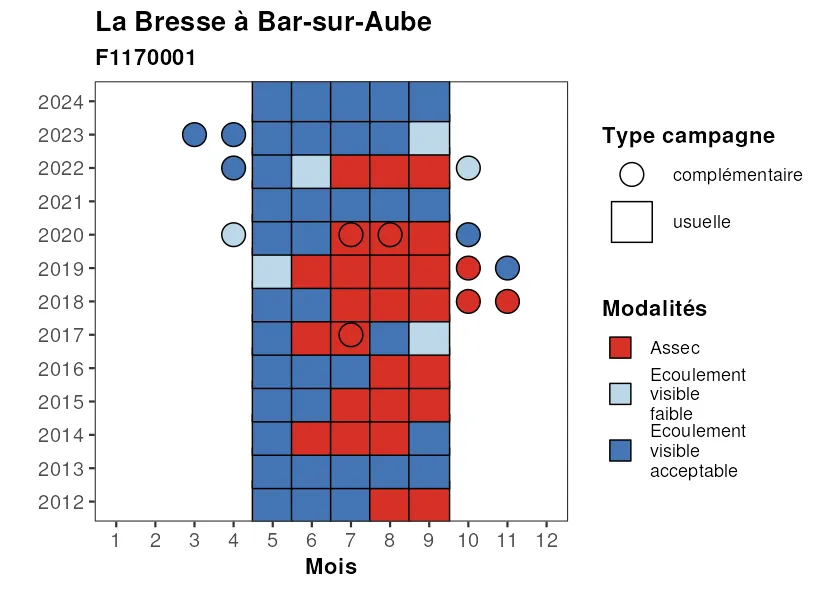 La Bresse à Bar-sur-Aube
F1170001
2024
2023
2022
2021
2020
2019
2018
2017
2016
2015
2014
2013
2012
1 2 3 4 5 6 7 8 9 10 11 12
Mois
Type campagne
complémentaire
usuelle
Modalités
Assec
Ecoulement
visible
faible
Ecoulement
visible
acceptable